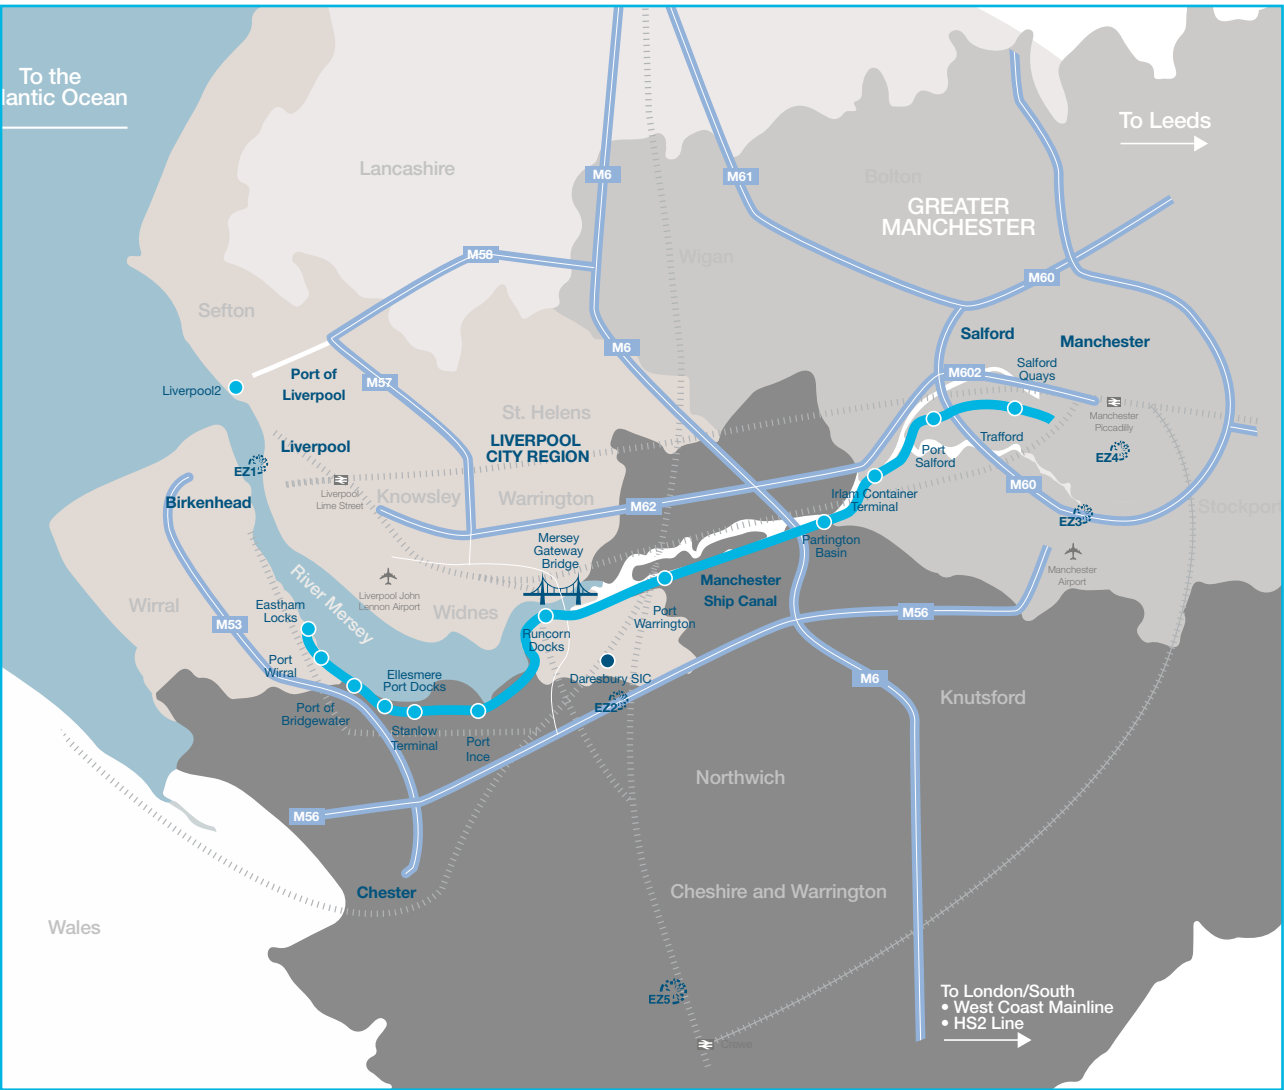 To the
lantic Ocean
To Leeds
Lancashire
M6
M61
Bolton
GREATER
MANCHESTER
M58
Wigan
M60
Sefton
Salford
Manchester
M6
Salford
Quays
M602
Port of
Liverpool
M57
Liverpool2
St. Helens
Manchester
Piccadilly
LIVERPOOL
CITY REGION
Trafford
Liverpool
Port
Salford
EZ4
EZ1
M60
Liverpool
Lime Street
Knowsley
Warrington
Irlam Container
Terminal
Birkenhead
M62
Stockport
EZ3
Mersey
Gateway
Bridge
Partington
Basin
Manchester
Airport
Manchester
Ship Canal
River Mersey
Liverpool John
Lennon Airport
Wirral
Eastham
Locks
Widnes
Port
Warrington
M56
M53
Runcorn
Docks
Port
Wirral
Ellesmere
Port Docks
Daresbury SIC
M6
EZ2
Knutsford
Port of
Bridgewater
Stanlow
Terminal
Port
Ince
Northwich
M56
Chester
Cheshire and Warrington
Wales
EZ5
To London/South
• West Coast Mainline
• HS2 Line
Crewe